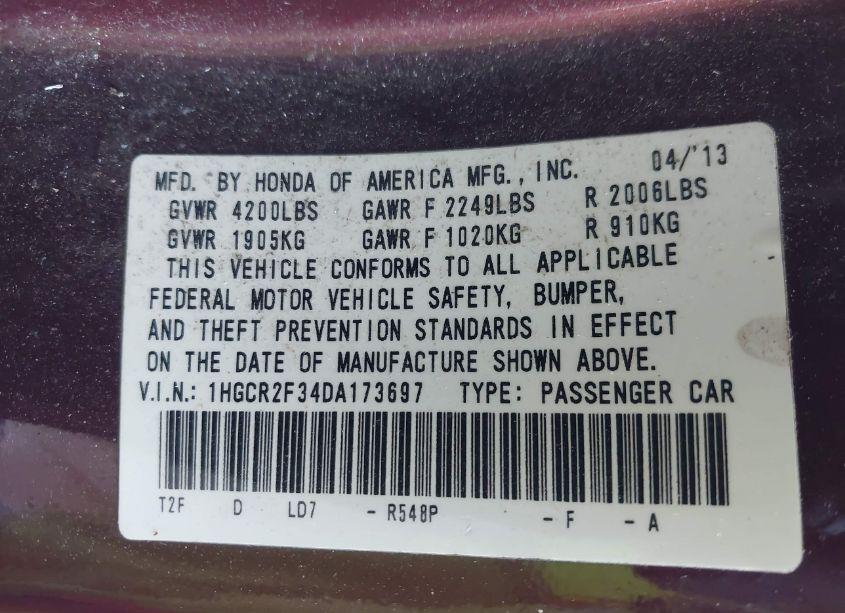 MFD. BY HONDA OF AMERICA MFG., INC. 04/'13
GVWR 4200LBS GAWR F 2249LBS R 2006LBS
GVWR 1905KG GAWR F 1020KG R 910KG
THIS VEHICLE CONFORMS TO ALL APPLICABLE
FEDERAL MOTOR VEHICLE SAFETY, BUMPER,
AND THEFT PREVENTION STANDARDS IN EFFECT
ON THE DATE OF MANUFACTURE SHOWN ABOVE.
V.I.N.: 1HGCR2F34DA173697 TYPE: PASSENGER CAR
T2F D LD7 - R548P - F - A